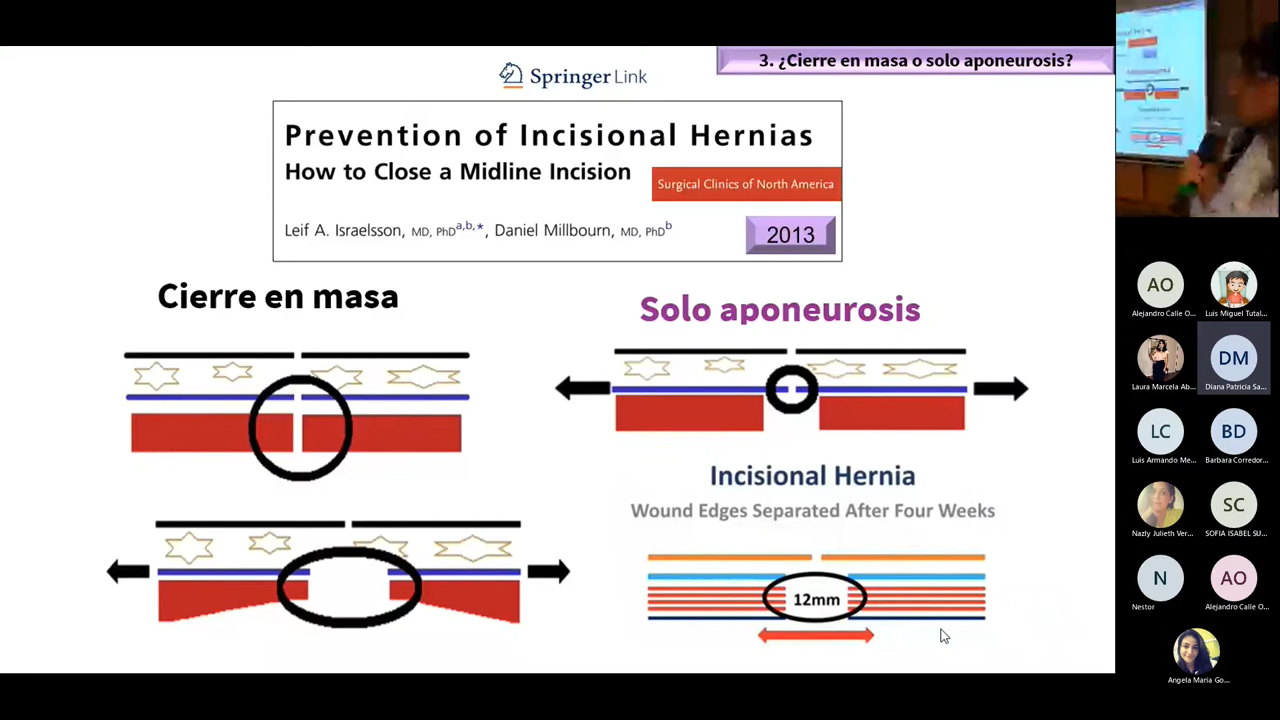 3. ¿Cierre en masa o solo aponeurosis?
Springer Link
Prevention of Incisional Hernias
How to Close a Midline Incision
Surgical Clinics of North America
Leif A. Israelsson, MD, PhDa,b,*, Daniel Millbourn, MD, PhDb
2013
Cierre en masa
Solo aponeurosis
Incisional Hernia
Wound Edges Separated After Four Weeks
12mm
AO
Alejandro Calle O...
Luis Miguel Tutal...
Laura Marcela Ab...
DM
Diana Patricia Sa...
LC
Luis Armando Me...
BD
Barbara Corredor...
Nazly Julieth Ver...
SC
SOFIA ISABEL SU...
N
Nestor
AO
Alejandro Calle O...
Angela Maria Go...